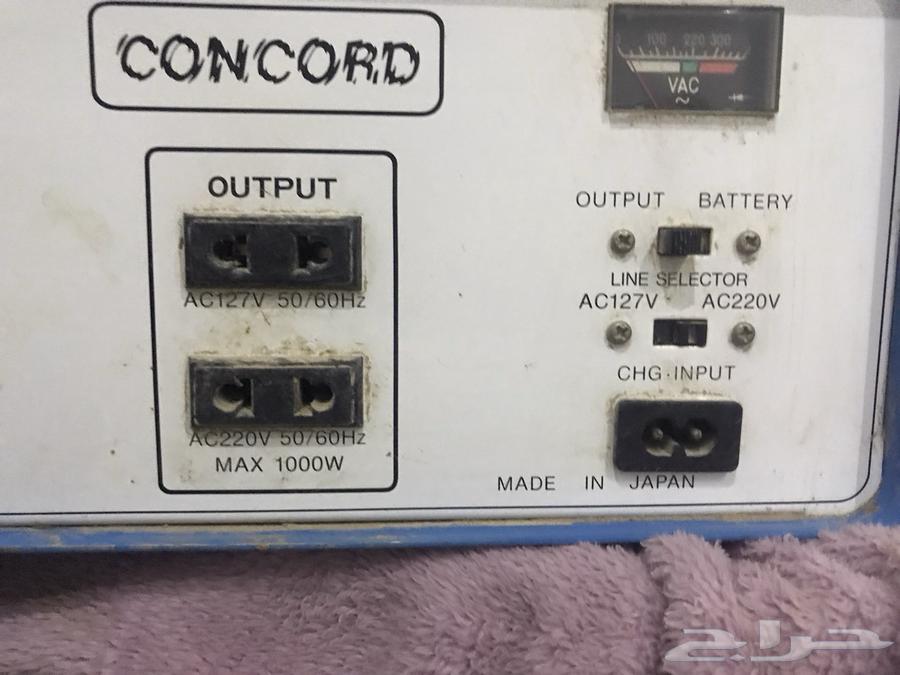 CONCORD
100 220 300
VAC
~
OUTPUT
AC127V 50/60Hz
AC220V 50/60Hz
MAX 1000W
OUTPUT BATTERY
LINE SELECTOR
AC127V AC220V
CHG·INPUT
MADE IN JAPAN
حراج